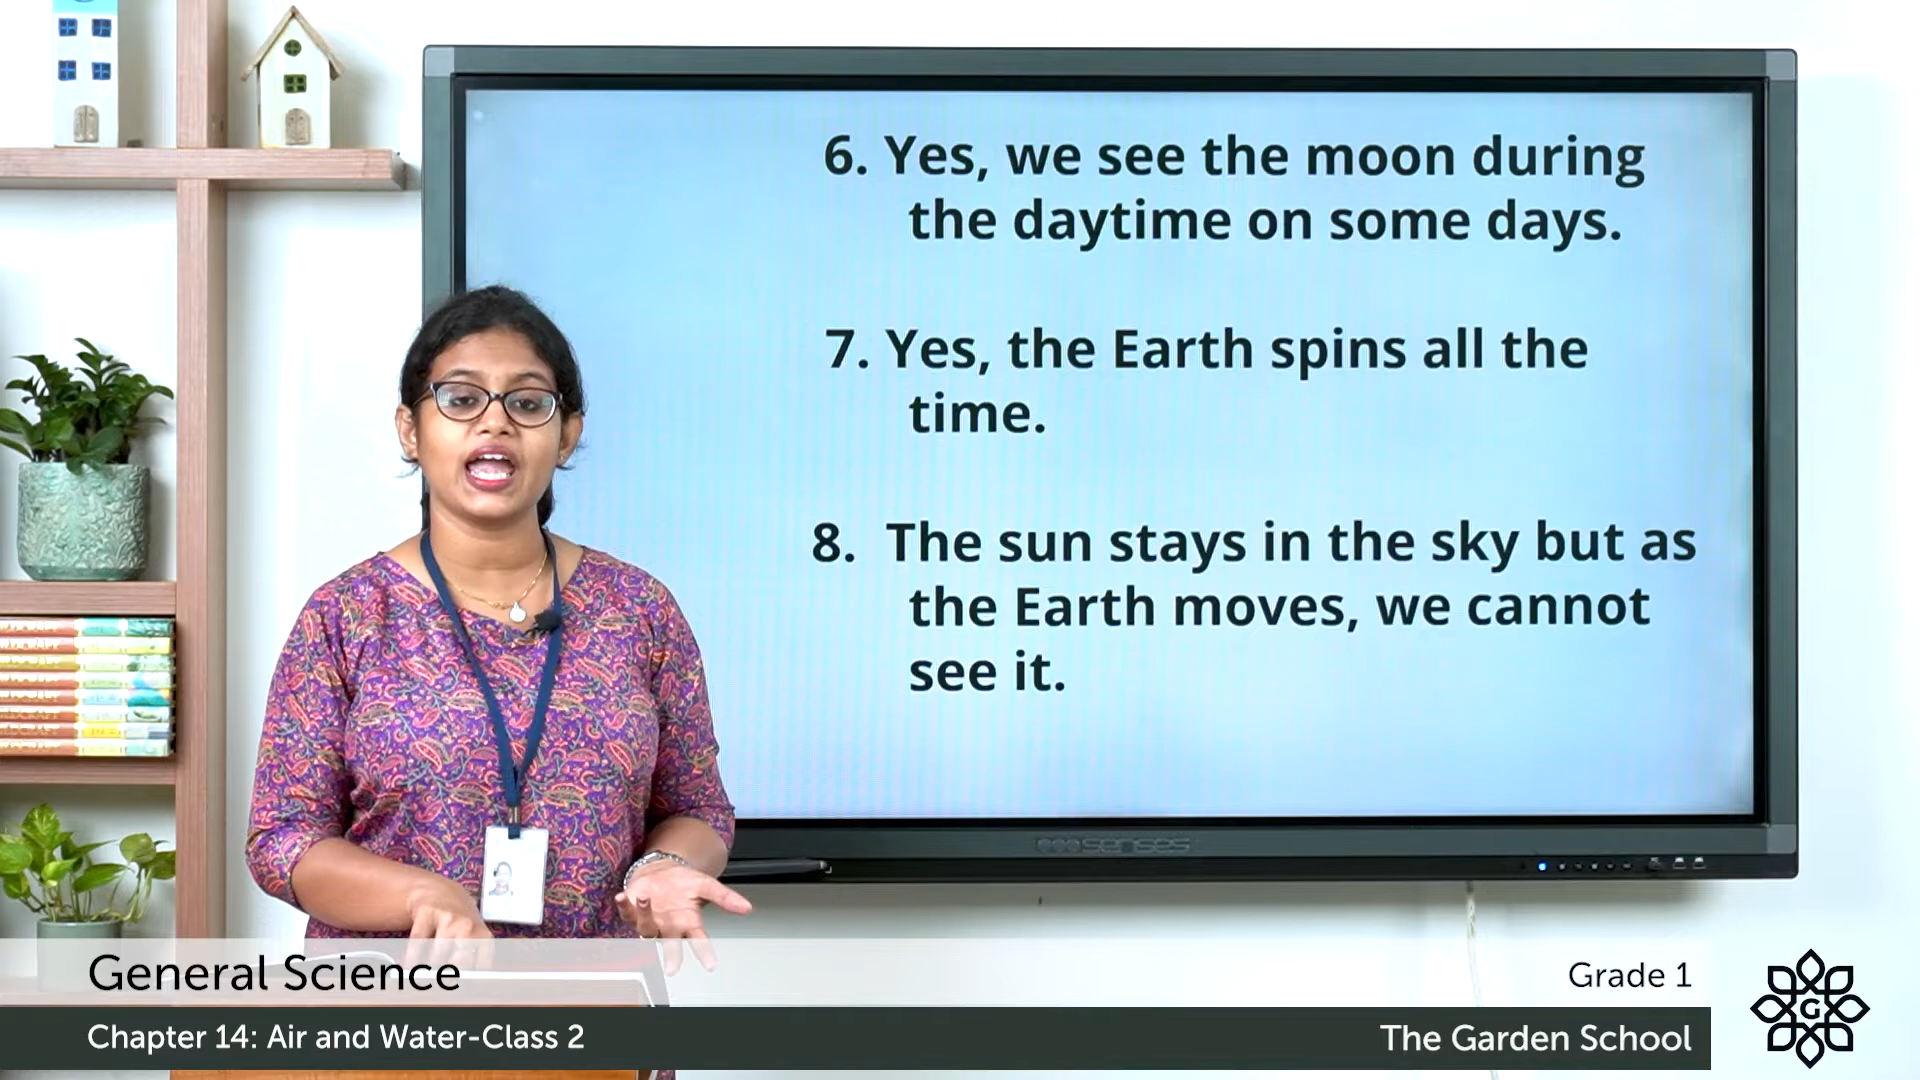 6. Yes, we see the moon during
the daytime on some days.
7. Yes, the Earth spins all the
time.
8. The sun stays in the sky but as
the Earth moves, we cannot
see it.
senses
General Science
Grade 1
Chapter 14: Air and Water-Class 2
The Garden School
G